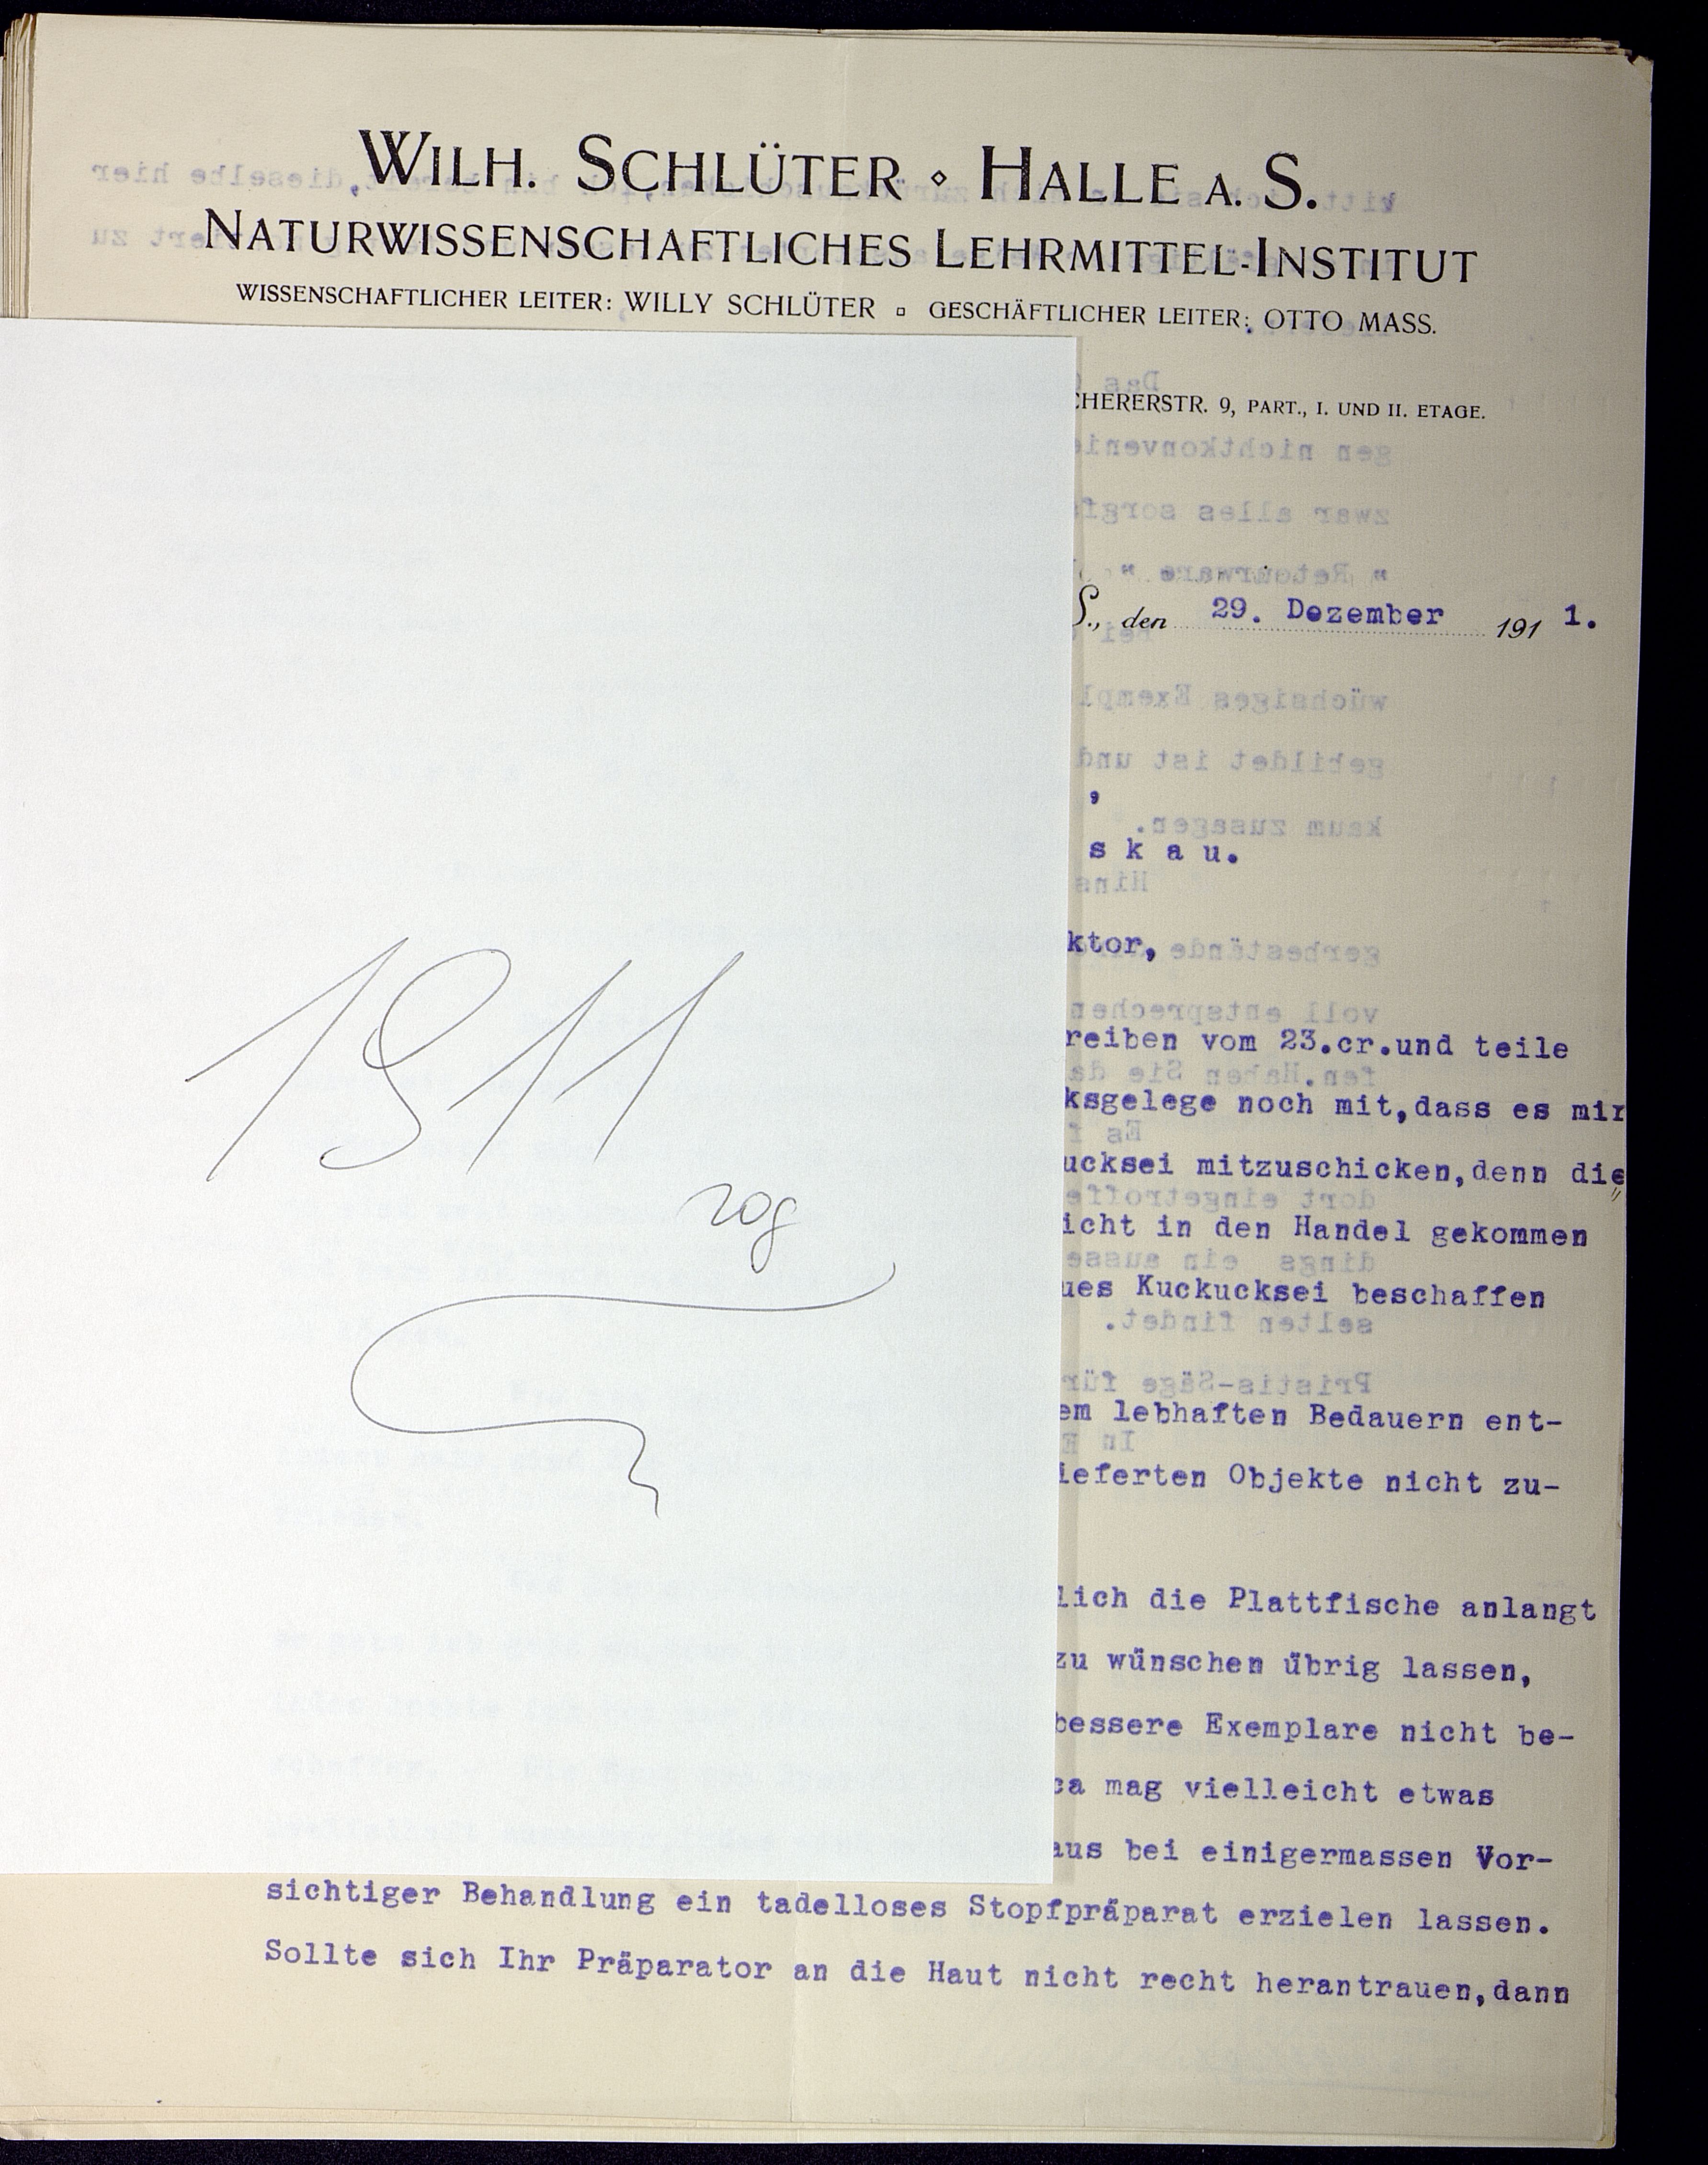 WILH. SCHLÜTER ⋄ HALLE A. S.
NATURWISSENSCHAFTLICHES LEHRMITTEL-INSTITUT
WISSENSCHAFTLICHER LEITER: WILLY SCHLÜTER ▫ GESCHÄFTLICHER LEITER: OTTO MASS.
CHERERSTR. 9, PART., I. UND II. ETAGE.
S., den 29. Dezember 191 1.
,
s k a u.
ktor,
1911
reiben vom 23.cr.und teile
ksgelege noch mit,dass es mir
ucksei mitzuschicken,denn die
icht in den Handel gekommen
ues Kuckucksei beschaffen
em lebhaften Bedauern ent-
ieferten Objekte nicht zu-
lich die Plattfische anlangt
zu wünschen übrig lassen,
bessere Exemplare nicht be-
ca mag vielleicht etwas
aus bei einigermassen Vor-
sichtiger Behandlung ein tadelloses Stopfpräparat erzielen lassen.
Sollte sich Ihr Präparator an die Haut nicht recht herantrauen,dann